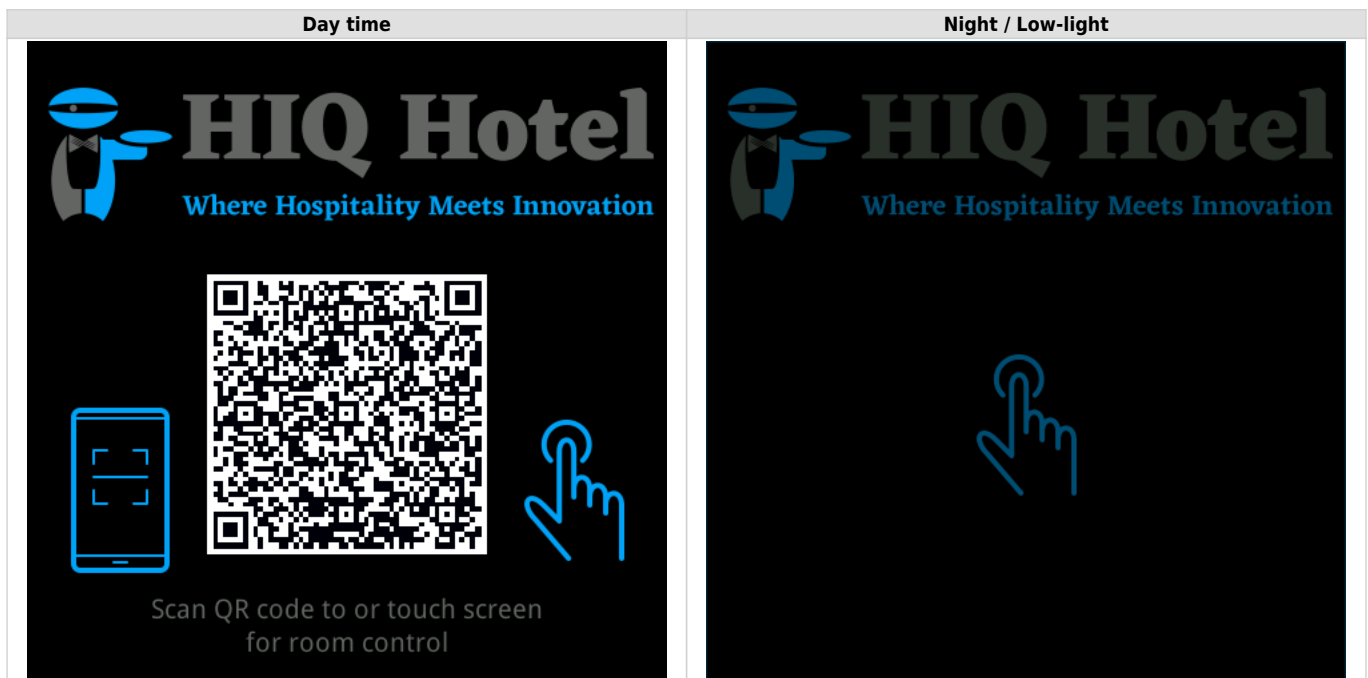 Day time
Night / Low-light
HIQ Hotel
Where Hospitality Meets Innovation
Scan QR code to or touch screen
for room control
HIQ Hotel
Where Hospitality Meets Innovation